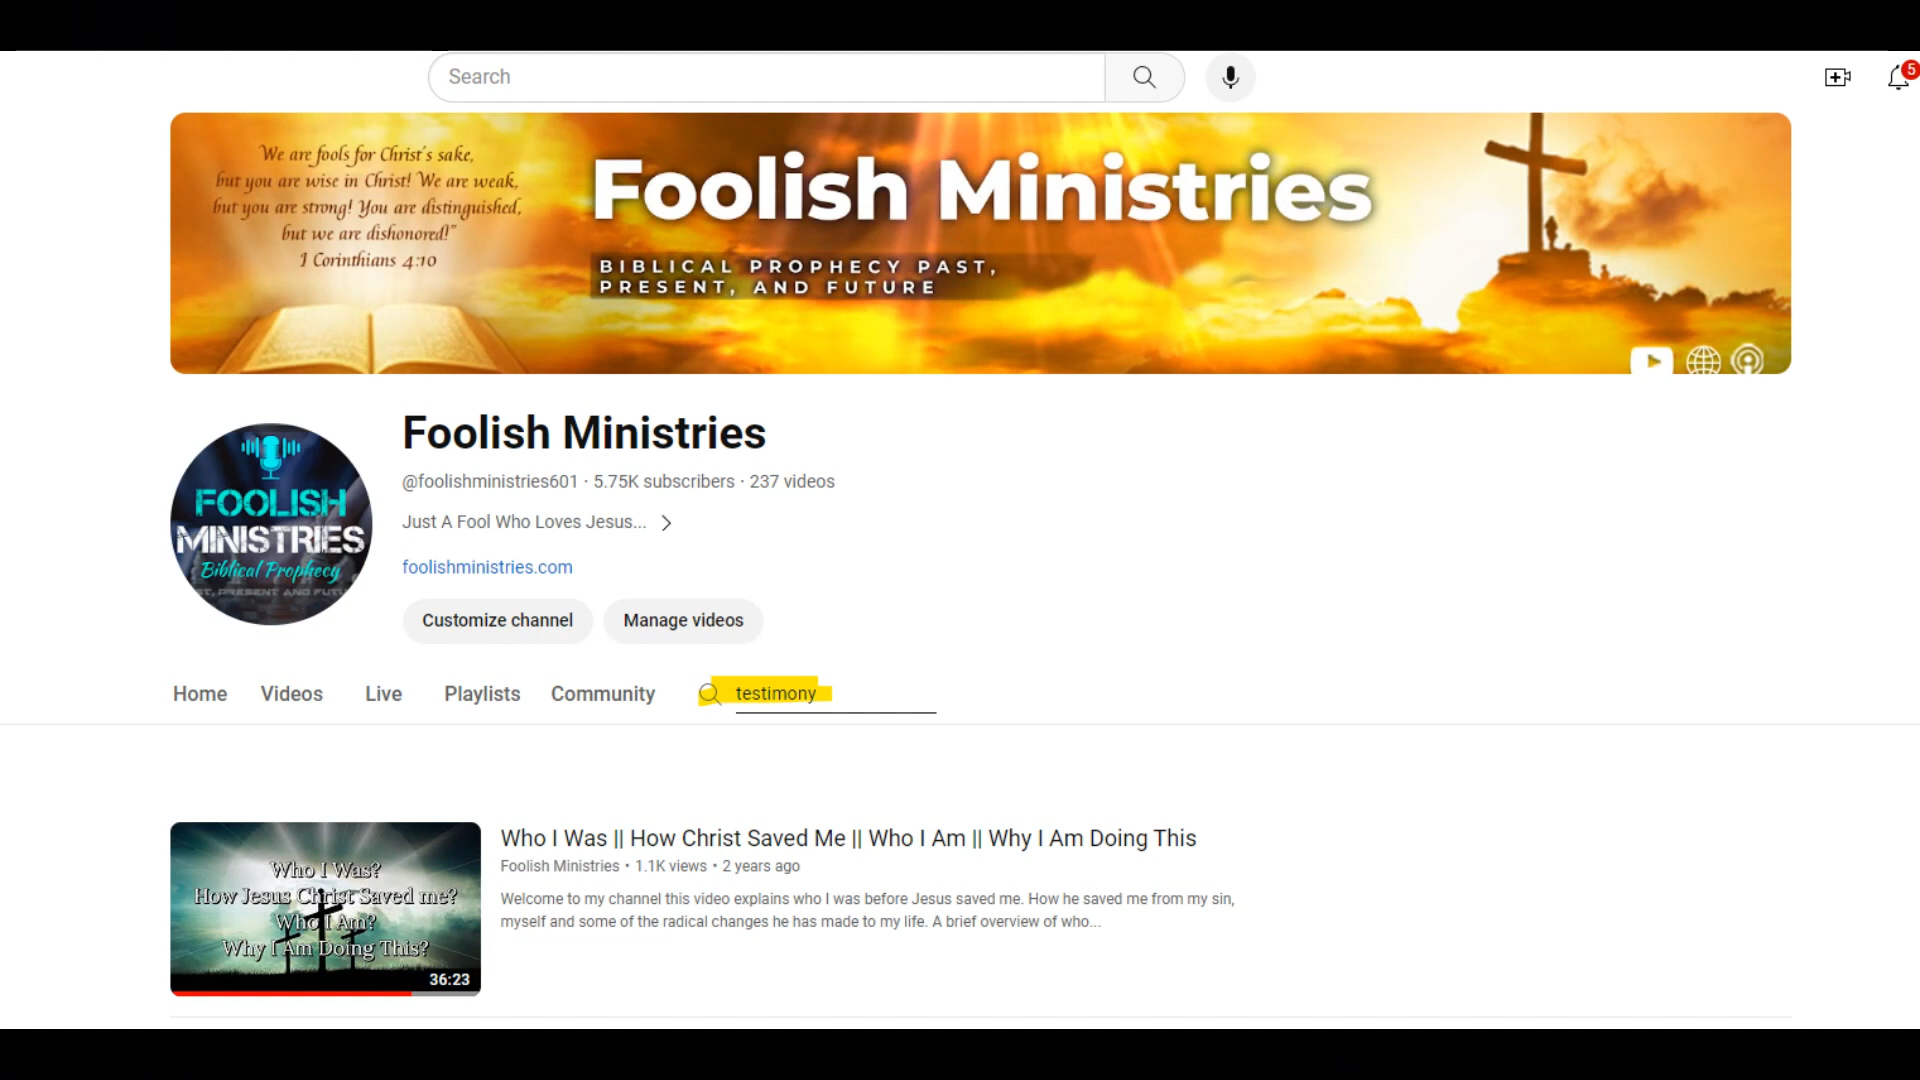 Search
5
"We are fools for Christ's sake,
but you are wise in Christ! We are weak,
but you are strong! You are distinguished,
but we are dishonored!"
1 Corinthians 4:10
Foolish Ministries
BIBLICAL PROPHECY PAST,
PRESENT, AND FUTURE
FOOLISH
MINISTRIES
Biblical Prophecy
PRESENT AND
Foolish Ministries
@foolishministries601 · 5.75K subscribers · 237 videos
Just A Fool Who Loves Jesus...
foolishministries.com
Customize channel Manage videos
Home Videos Live Playlists Community testimony
Who I Was?
How Jesus Christ Saved me?
Who I Am?
Why I Am Doing This?
36:23
Who I Was || How Christ Saved Me || Who I Am || Why I Am Doing This
Foolish Ministries • 1.1K views • 2 years ago
Welcome to my channel this video explains who I was before Jesus saved me. How he saved me from my sin,
myself and some of the radical changes he has made to my life. A brief overview of who...